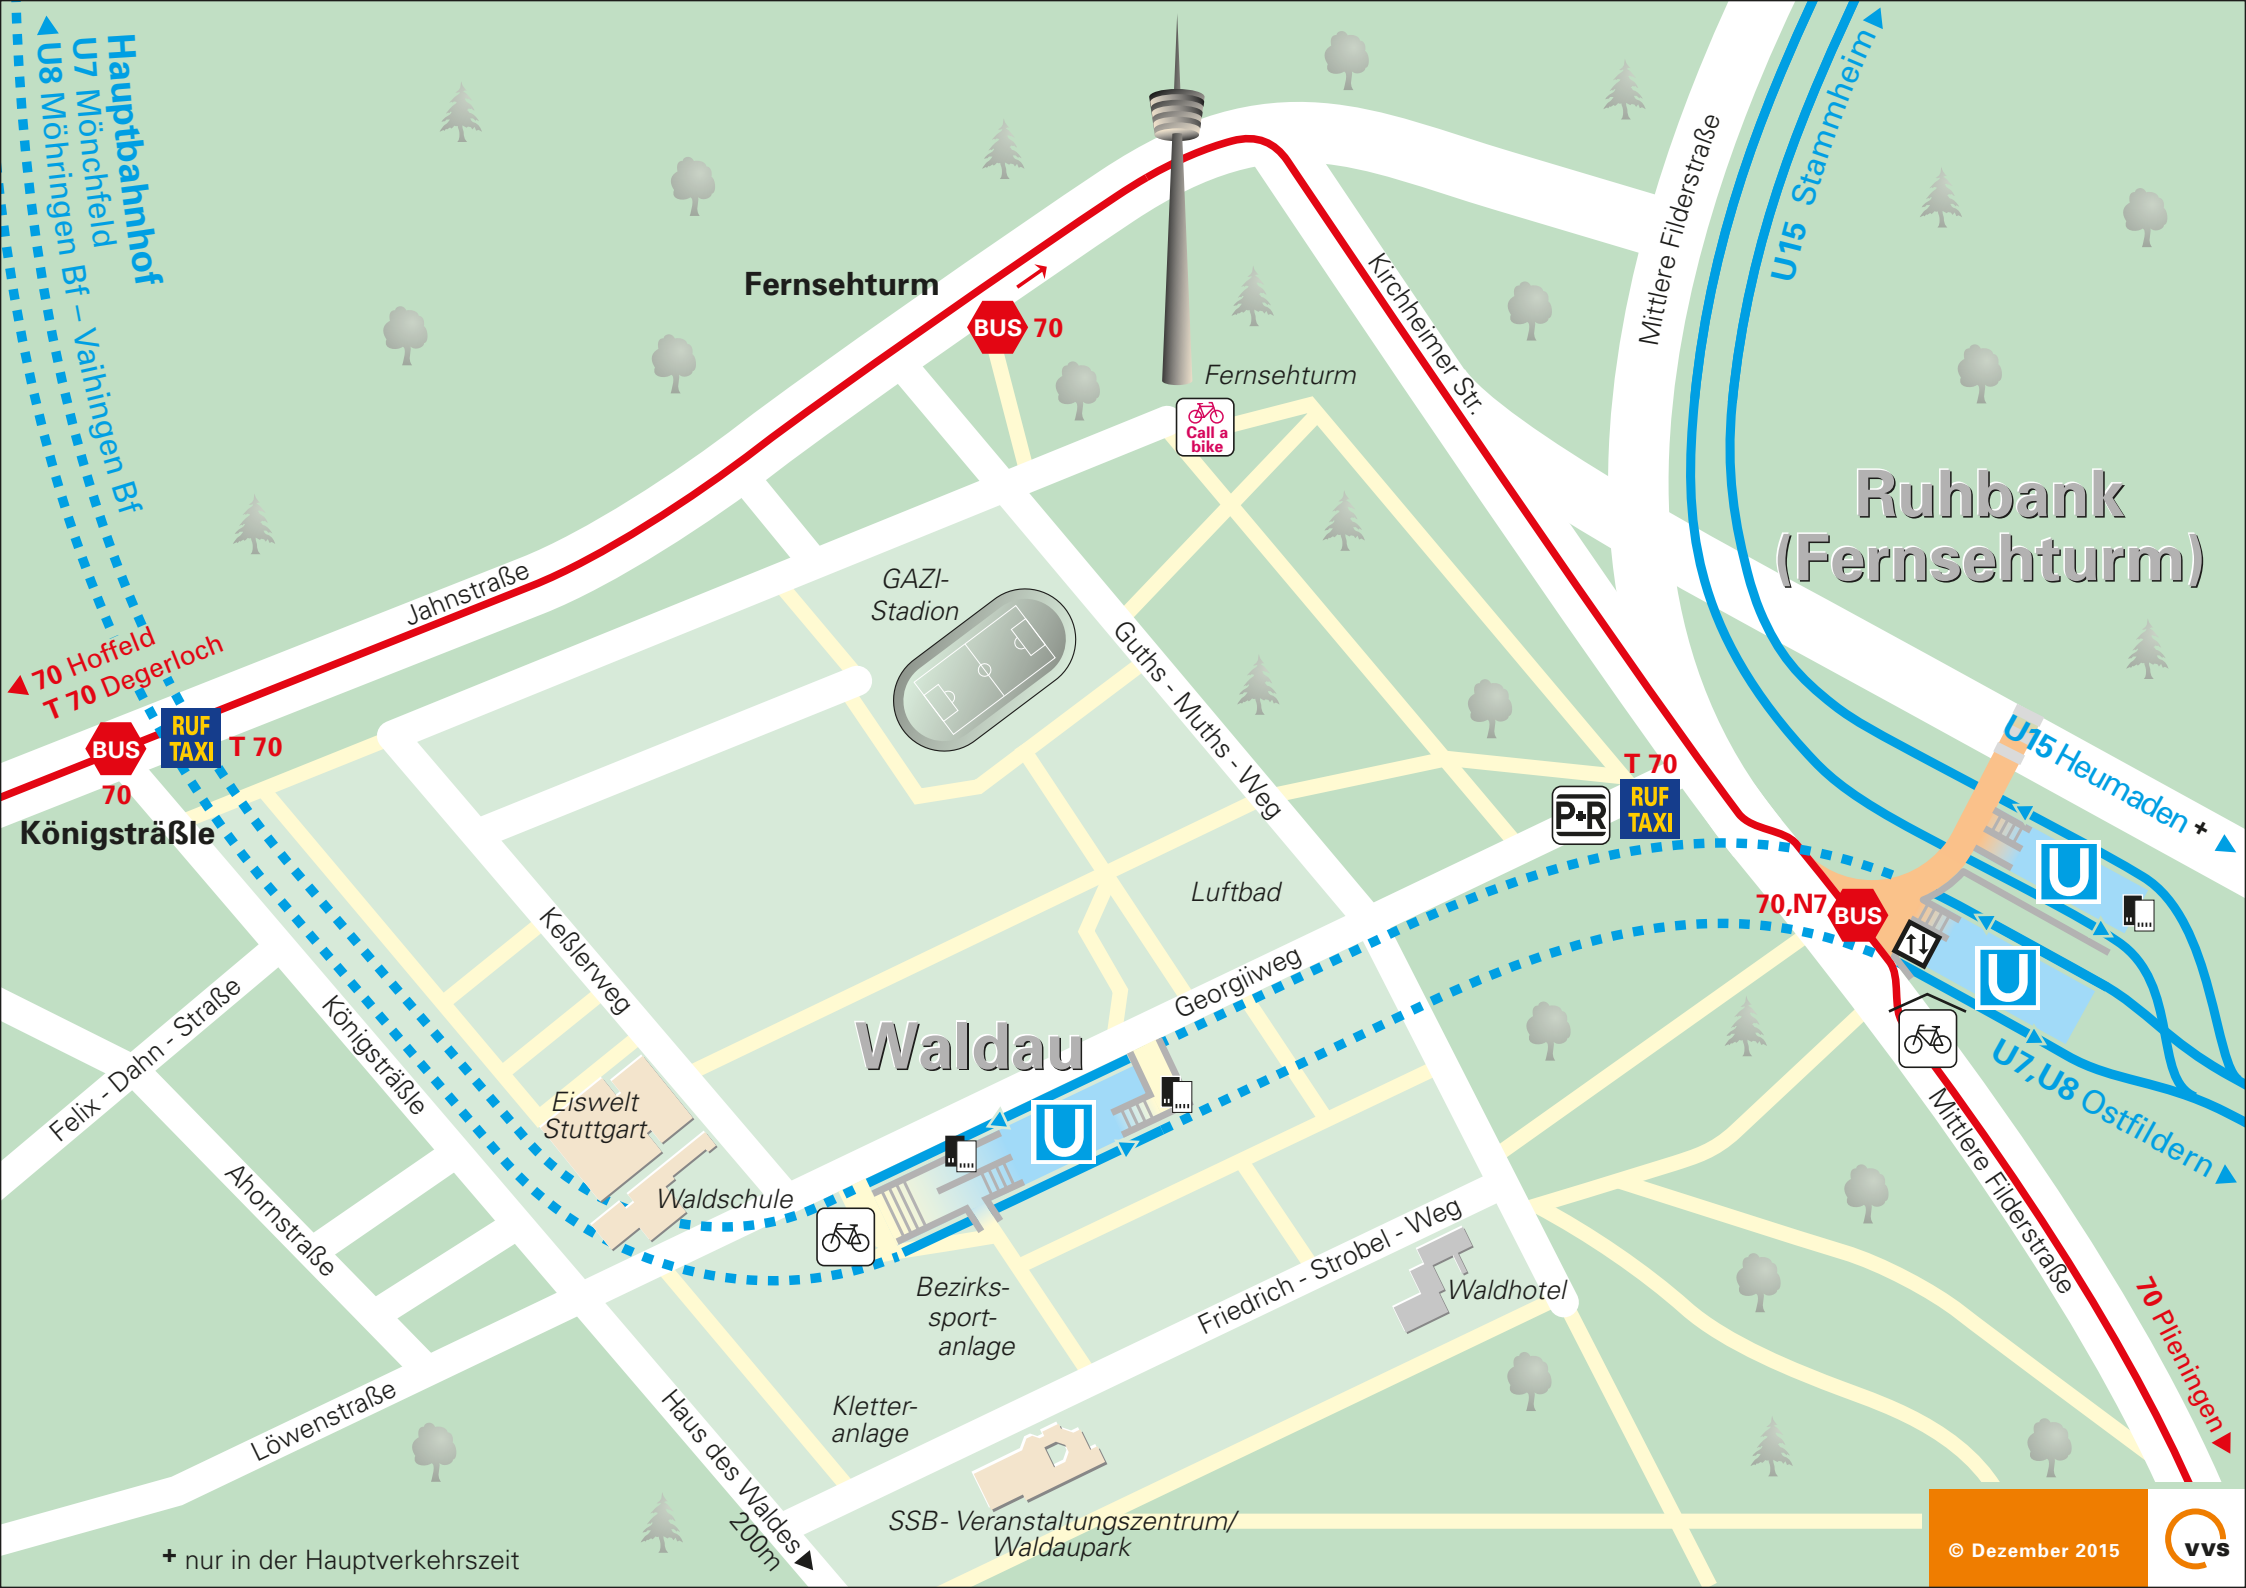 Hauptbahnhof
U7 Mönchfeld
U8 Möhringen Bf – Vaihingen Bf
U15 Stammheim
Mittlere Filderstraße
Fernsehturm
BUS 70
Fernsehturm
Call a
bike
Kirchheimer Str.
Ruhbank
(Fernsehturm)
Jahnstraße
GAZI-
Stadion
70 Hoffeld
T 70 Degerloch
BUS
RUF
TAXI
T 70
70
Königsträßle
Guths - Muths - Weg
T 70
P+R
RUF
TAXI
U15 Heumaden +
U
70,N7
BUS
U
Luftbad
Keßlerweg
Georgiiweg
Felix - Dahn - Straße
Königsträßle
Waldau
U
U7,U8 Ostfildern
Eiswelt
Stuttgart
Waldschule
Ahornstraße
Mittlere Filderstraße
Bezirks-
sport-
anlage
Friedrich - Strobel - Weg
Waldhotel
70 Plieningen
Löwenstraße
Kletter-
anlage
Haus des Waldes
200m
SSB- Veranstaltungszentrum/
Waldaupark
+ nur in der Hauptverkehrszeit
© Dezember 2015
vvs